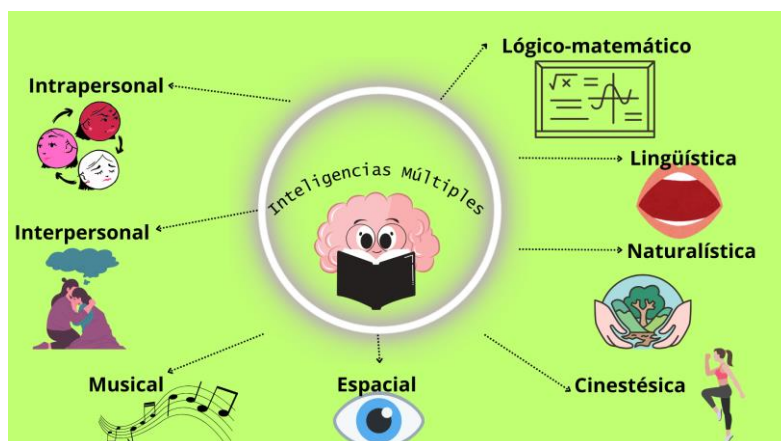 Lógico-matemático
Intrapersonal
Lingüística
Inteligencias Múltiples
Interpersonal
Naturalística
Musical
Espacial
Cinestésica